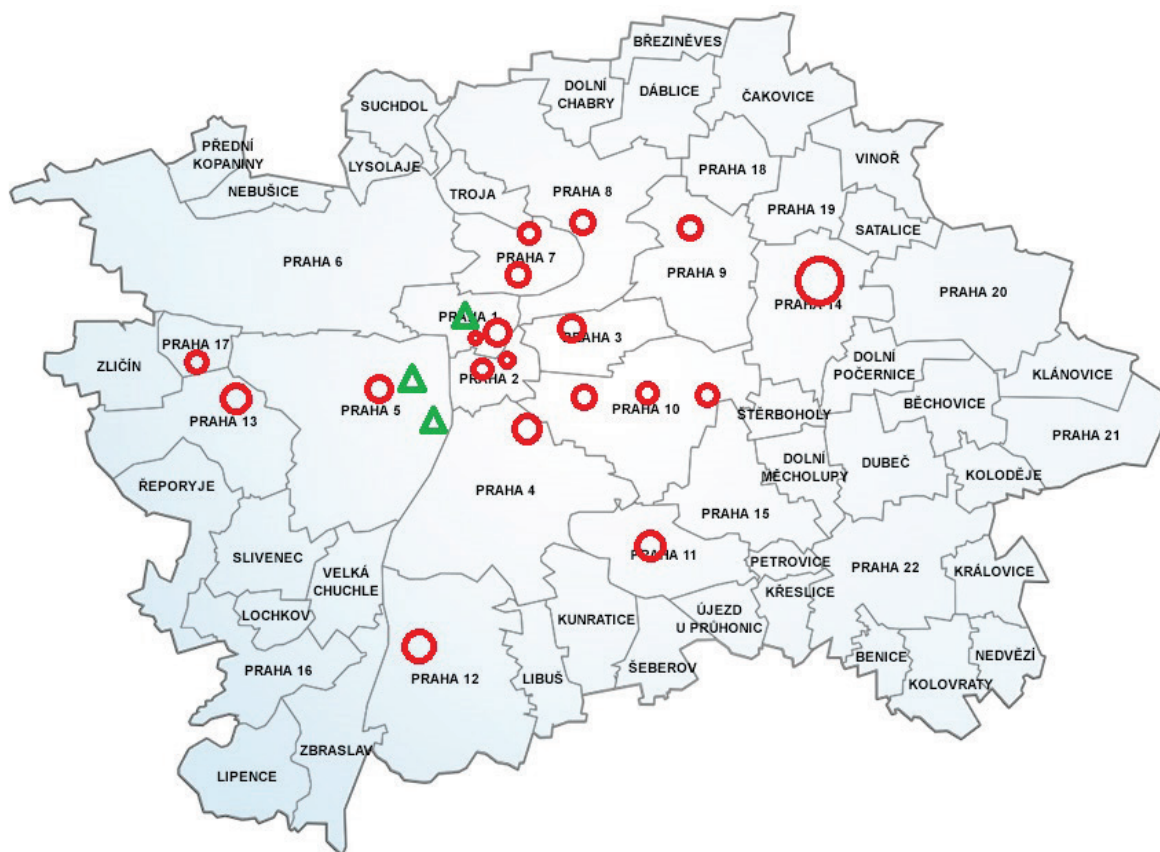 BŘEZINĚVES
DOLNÍ
CHABRY
ĎÁBLICE
ČAKOVICE
SUCHDOL
PŘEDNÍ
KOPANINY
LYSOLAJE
NEBUŠICE
TROJA
PRAHA 8
PRAHA 18
VINOŘ
PRAHA 19
SATALICE
PRAHA 6
PRAHA 7
PRAHA 9
PRAHA 14
PRAHA 20
PRAHA 1
PRAHA 3
PRAHA 17
ZLIČÍN
PRAHA 2
DOLNÍ
POČERNICE
KLÁNOVICE
PRAHA 5
PRAHA 10
ŠTĚRBOHOLY
BĚCHOVICE
PRAHA 13
PRAHA 21
DOLNÍ
MĚCHOLUPY
DUBEČ
KOLODĚJE
ŘEPORYJE
PRAHA 4
PRAHA 15
SLIVENEC
VELKÁ
CHUCHLE
PRAHA 11
PETROVICE
PRAHA 22
KRÁLOVICE
KŘESLICE
LOCHKOV
KUNRATICE
ÚJEZD
U PRŮHONIC
PRAHA 16
PRAHA 12
LIBUŠ
ŠEBEROV
BENICE
NEDVĚZÍ
KOLOVRATY
ZBRASLAV
LIPENCE